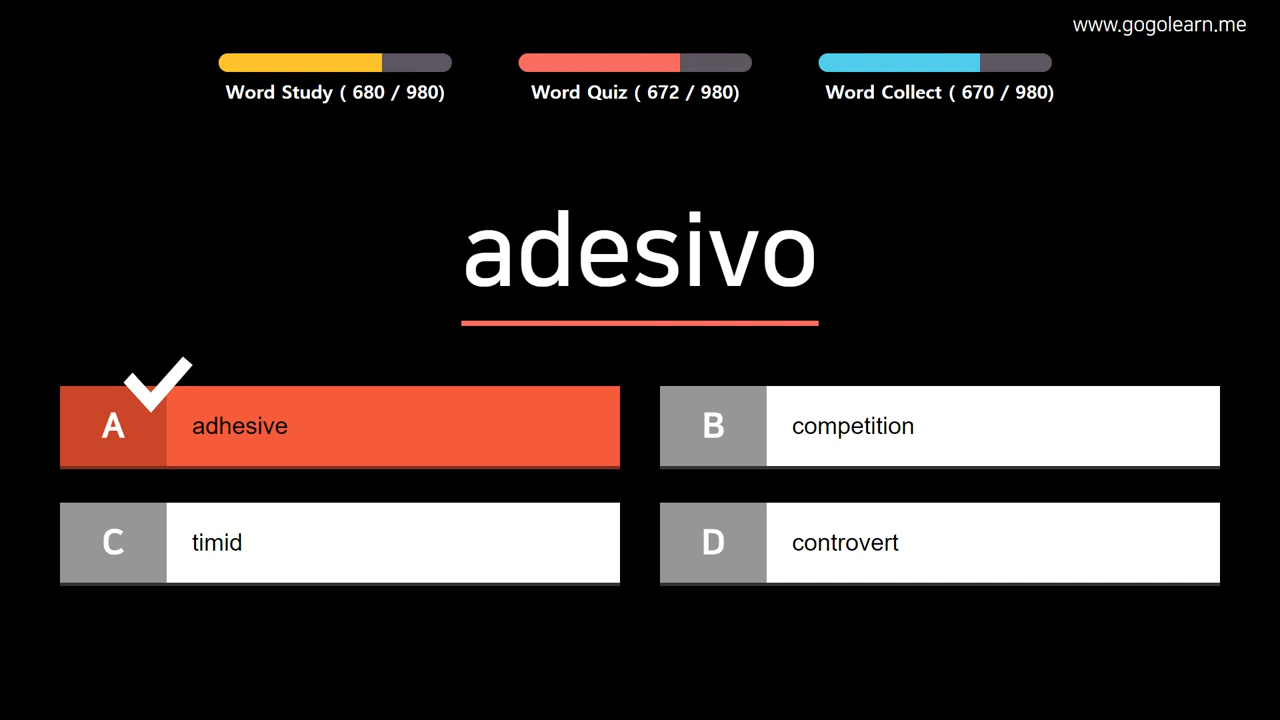 www.gogolearn.me
Word Study ( 680 / 980)
Word Quiz ( 672 / 980)
Word Collect ( 670 / 980)
adesivo
A adhesive
B competition
C timid
D controvert